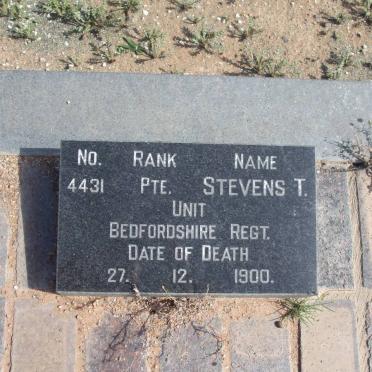 No. Rank Name
4431 Pte. Stevens T.
Unit
Bedfordshire Regt.
Date of Death
27. 12. 1900.